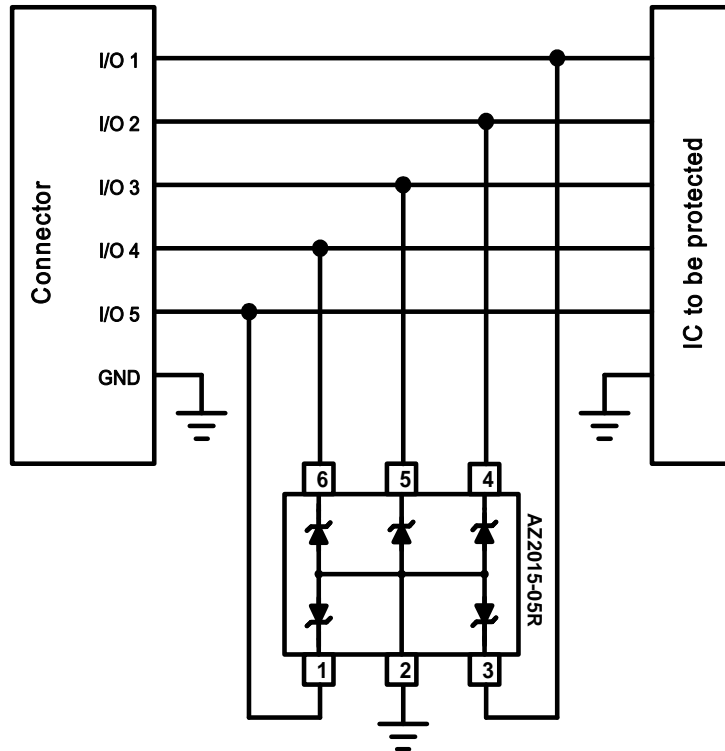 Connector
I/O 1
I/O 2
I/O 3
I/O 4
I/O 5
GND
IC to be protected
6
5
4
AZ2015-05R
1
2
3